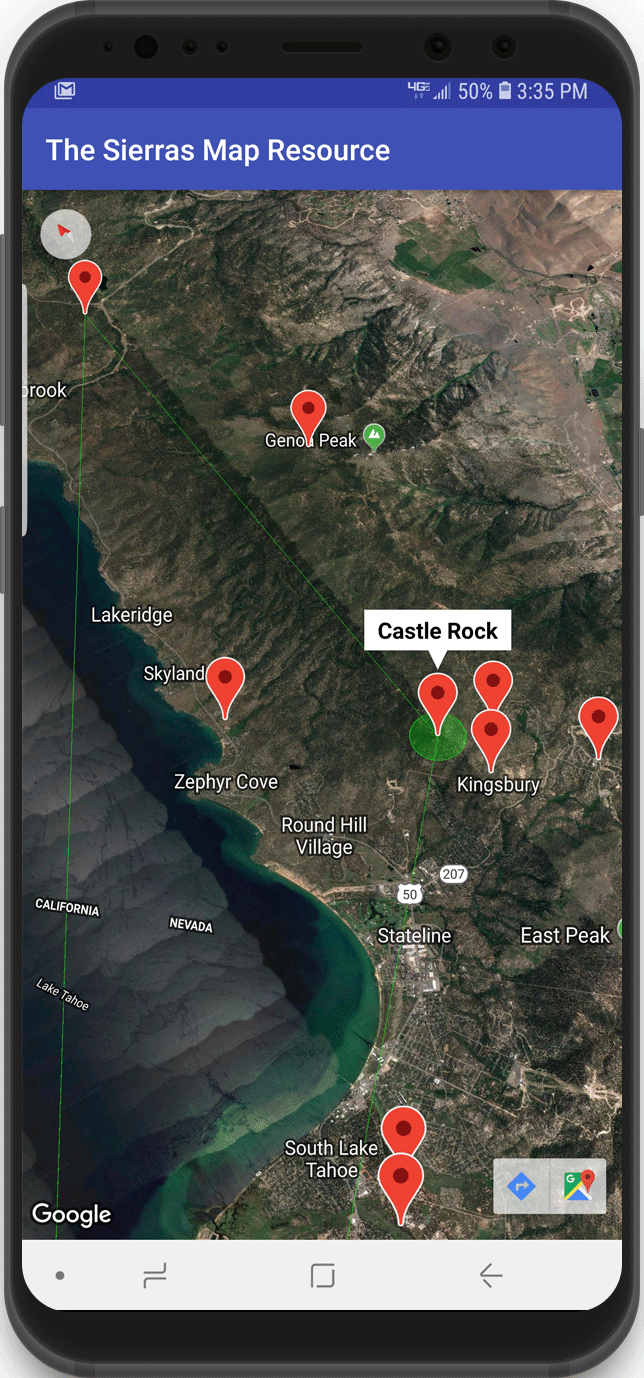 4G 50% 3:35 PM
The Sierras Map Resource
brook
Genoa Peak
Lakeridge
Castle Rock
Skyland
Zephyr Cove
Kingsbury
Round Hill
Village
207
50
CALIFORNIA
NEVADA
Stateline
East Peak
Lake Tahoe
South Lake
Tahoe
G
Google